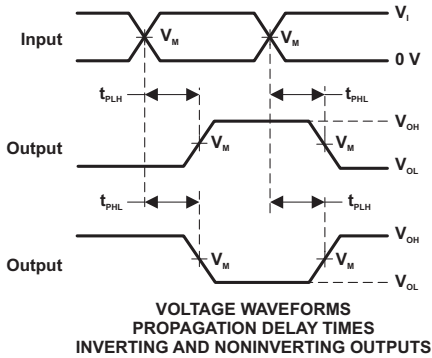 V_I
Input V_M V_M
0 V
t_PLH t_PHL
V_OH
Output V_M V_M
V_OL
t_PHL t_PLH
V_OH
Output V_M V_M
V_OL
VOLTAGE WAVEFORMS
PROPAGATION DELAY TIMES
INVERTING AND NONINVERTING OUTPUTS